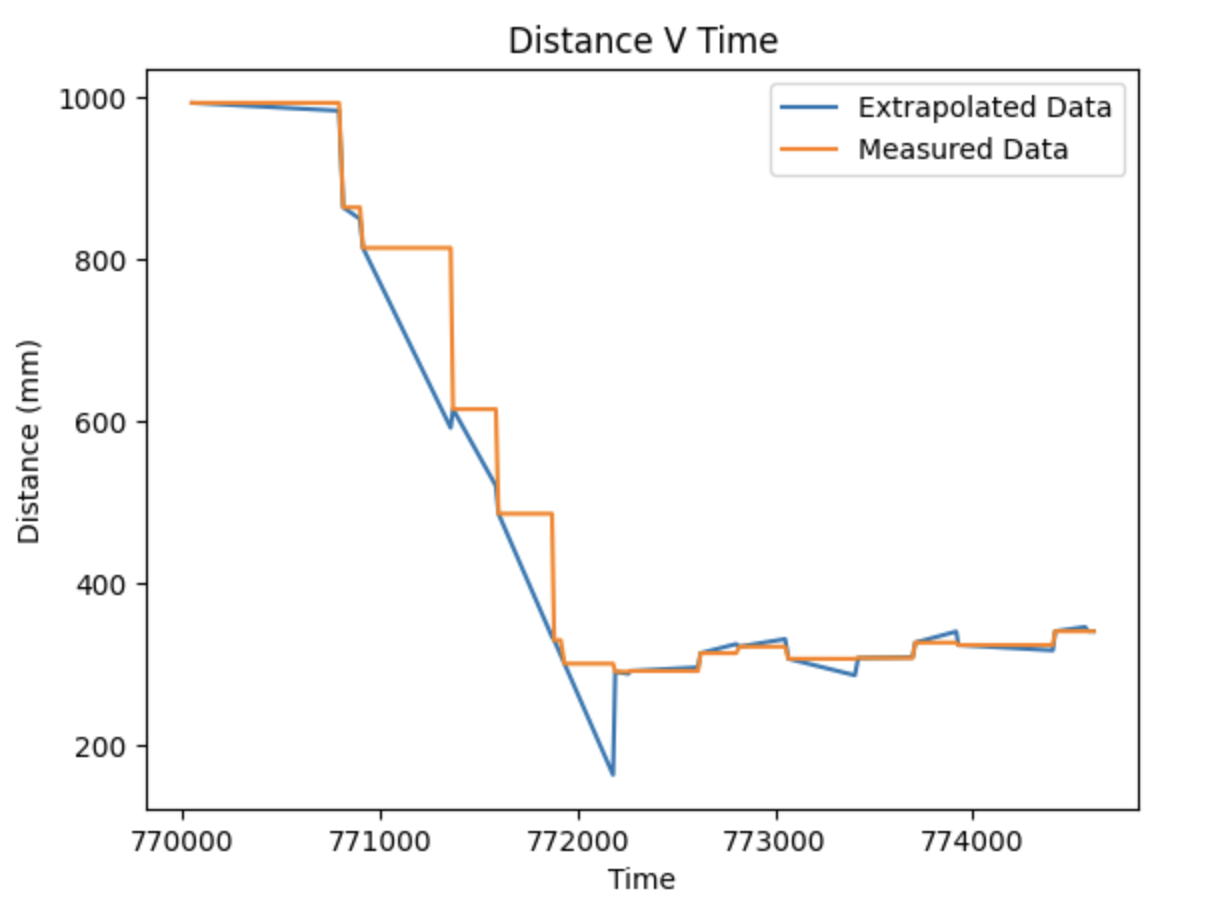 Distance V Time
Extrapolated Data
Measured Data
1000
800
600
400
200
Distance (mm)
770000 771000 772000 773000 774000
Time